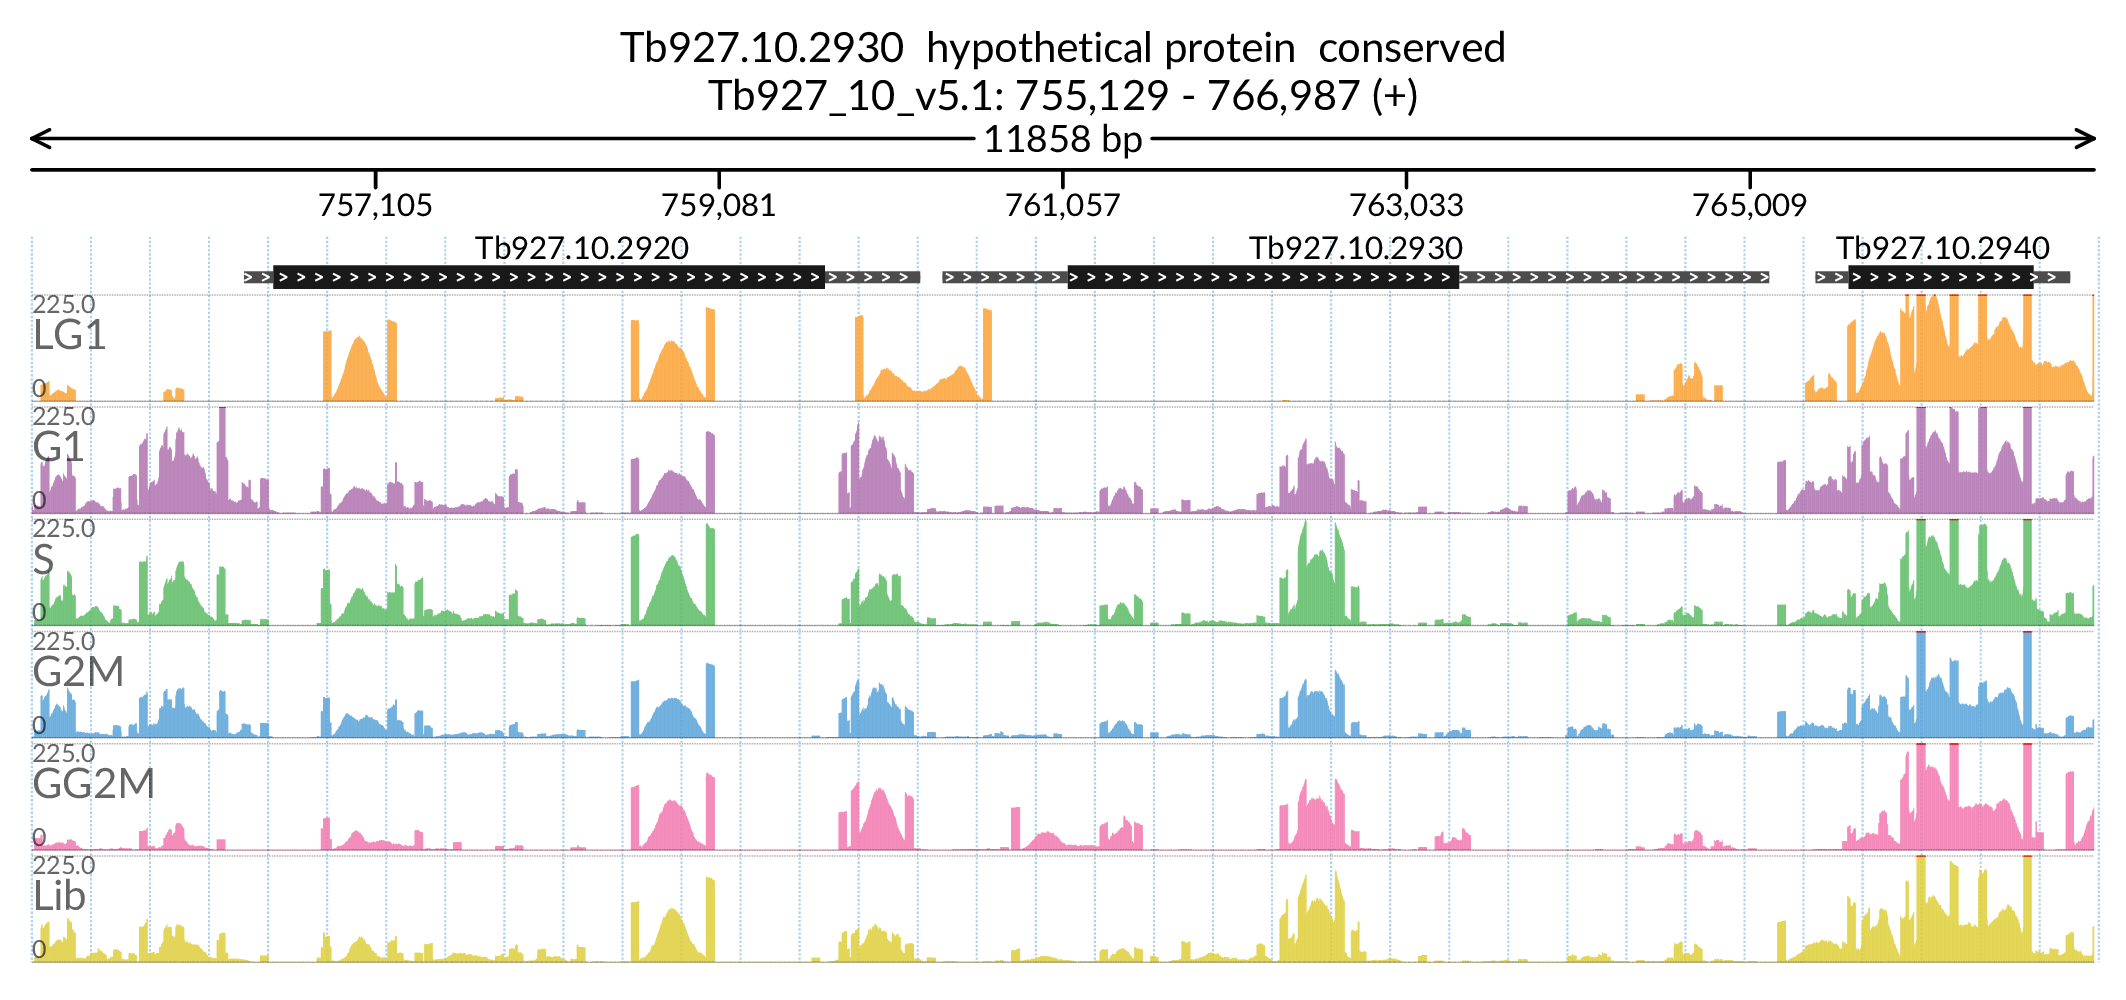 Tb927.10.2930  hypothetical protein  conserved
Tb927_10_v5.1: 755,129 - 766,987 (+)
11858 bp
757,105 759,081 761,057 763,033 765,009
Tb927.10.2920 Tb927.10.2930 Tb927.10.2940
225.0
LG1
0
225.0
G1
0
225.0
S
0
225.0
G2M
0
225.0
GG2M
0
225.0
Lib
0